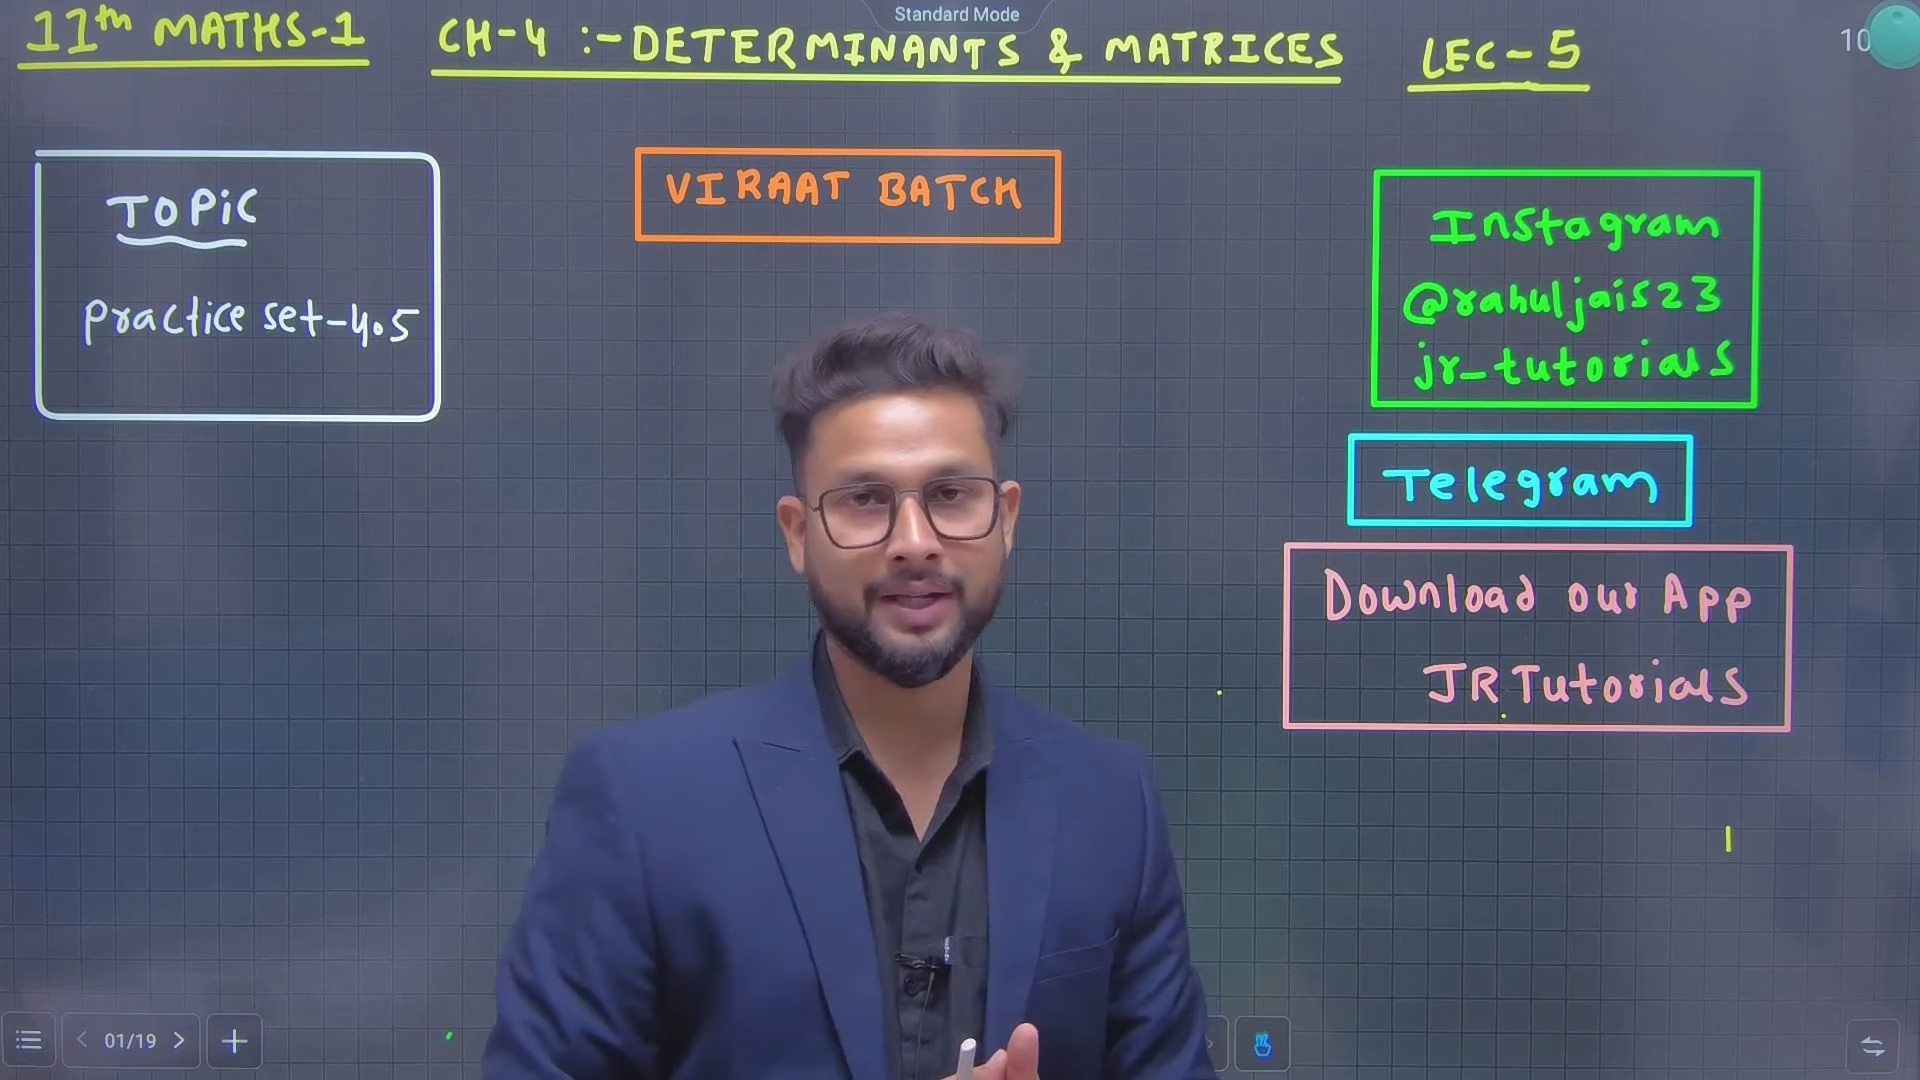 Standard Mode
11th MATHS-1 CH-4 :- DETERMINANTS & MATRICES LEC-5
10
TOPIC
practice set-4.5
VIRAAT BATCH
Instagram
@rahuljais23
jr_tutorials
Telegram
Download our App
JR Tutorials
01/19